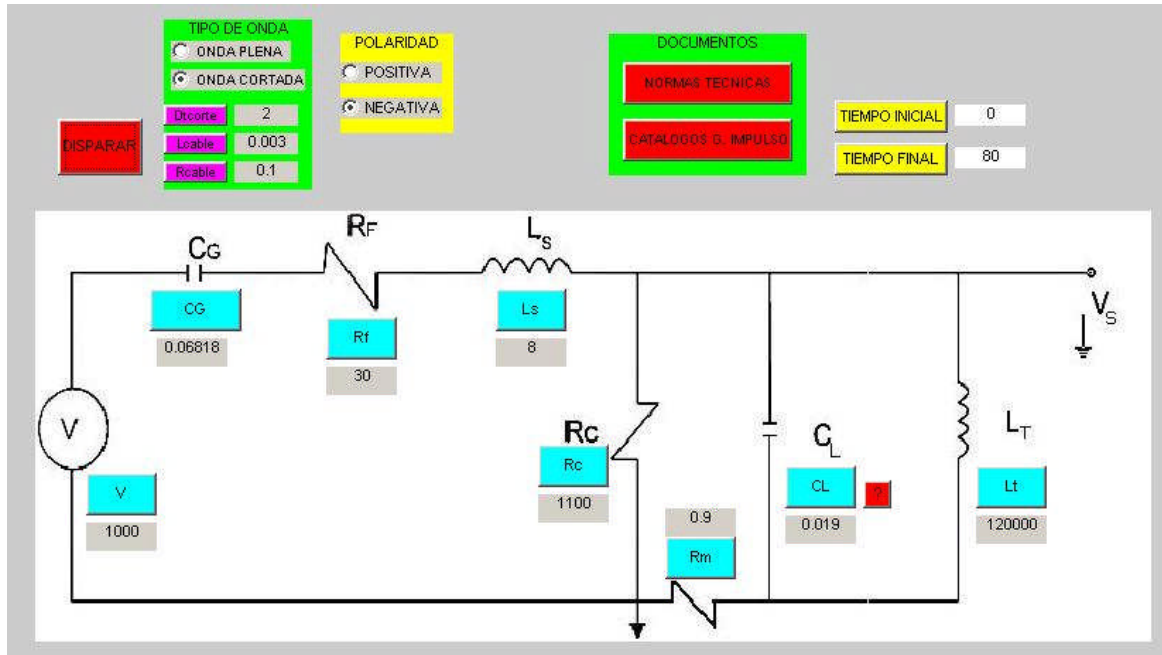 TIPO DE ONDA
ONDA PLENA
ONDA CORTADA
Dtcorte 2
Lcable 0.003
Rcable 0.1
DISPARAR
POLARIDAD
POSITIVA
NEGATIVA
DOCUMENTOS
NORMAS TECNICAS
CATALOGOS G. IMPULSO
TIEMPO INICIAL 0
TIEMPO FINAL 80
CG
CG
0.06818
RF
Rf
30
LS
Ls
8
VS
V
V
1000
RC
Rc
1100
0.9
Rm
CL
CL ?
0.019
LT
Lt
120000